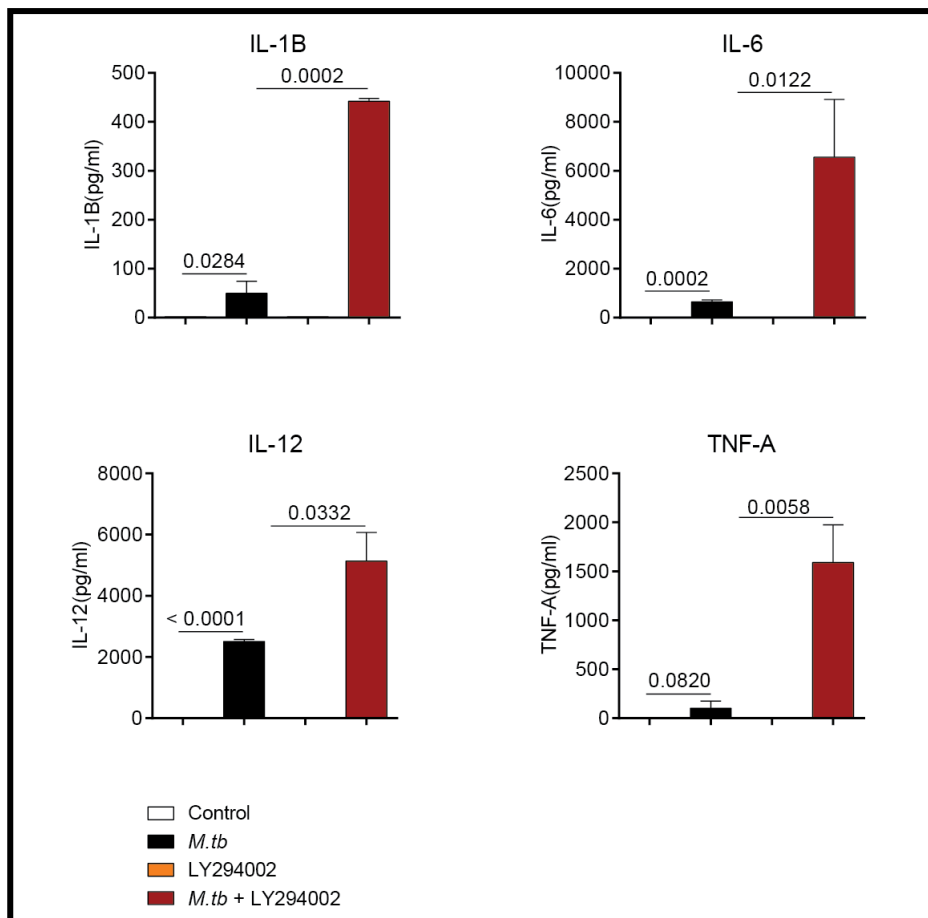 IL-1B
500
400
300
200
100
0
IL-1B(pg/ml)
0.0002
0.0284
IL-6
10000
8000
6000
4000
2000
0
IL-6(pg/ml)
0.0122
0.0002
IL-12
8000
6000
4000
2000
0
IL-12(pg/ml)
0.0332
< 0.0001
TNF-A
2500
2000
1500
1000
500
0
TNF-A(pg/ml)
0.0058
0.0820
Control
M.tb
LY294002
M.tb + LY294002